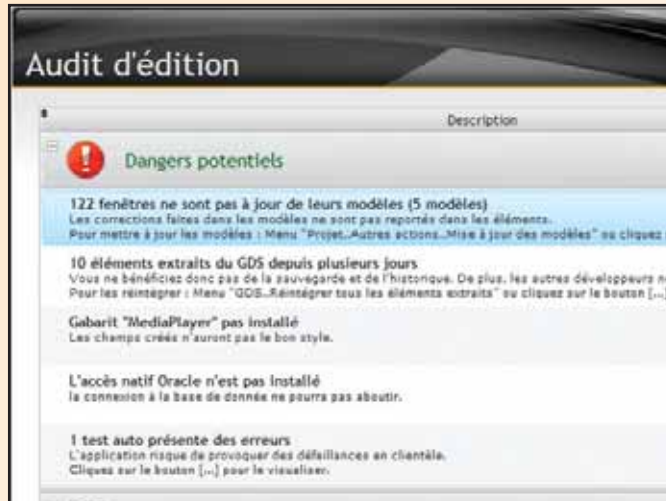 Audit d'édition
Description
Dangers potentiels
122 fenêtres ne sont pas à jour de leurs modèles (5 modèles)
Les corrections faites dans les modèles ne sont pas reportés dans les éléments.
Pour mettre à jour les modèles : Menu "Projet..Autres actions..Mise à jour des modèles" ou cliquez
10 éléments extraits du GDS depuis plusieurs jours
Vous ne bénéficiez donc pas de la sauvegarde et de l'historique. De plus, les autres développeurs
Pour les réintégrer : Menu "GDS..Réintégrer tous les éléments extraits" ou cliquez sur le bouton [...]
Gabarit "MediaPlayer" pas installé
Les champs créés n'auront pas le bon style.
L'accès natif Oracle n'est pas installé
la connexion à la base de donnée ne pourra pas aboutir.
1 test auto présente des erreurs
L'application risque de provoquer des défaillances en clientèle.
Cliquez sur le bouton [...] pour le visualiser.